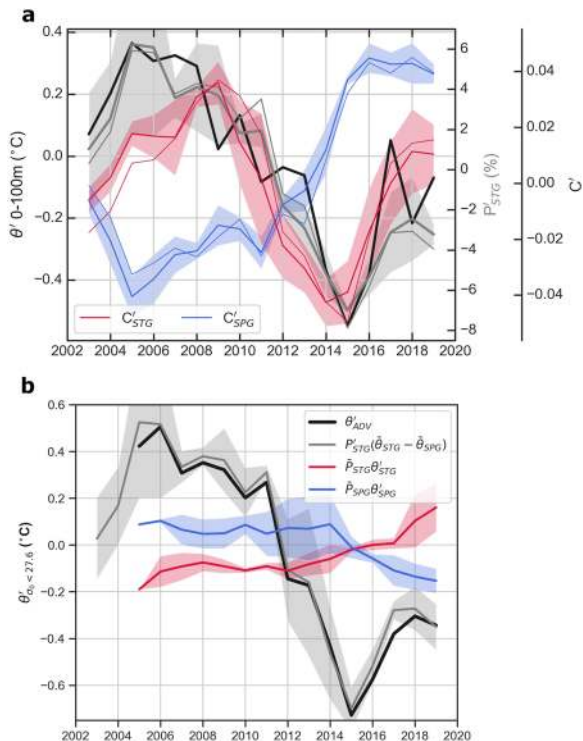 a
0.4
0.2
0.0
−0.2
−0.4
θ′ 0-100m (°C)
6
4
2
0
−2
−4
−6
−8
P′STG (%)
0.04
0.02
0.00
−0.02
−0.04
C′
C′STG
C′SPG
2002 2004 2006 2008 2010 2012 2014 2016 2018 2020
b
0.6
0.4
0.2
0.0
−0.2
−0.4
−0.6
θ′σ0<27.6 (°C)
θ′ADV
P′STG(θ̄STG − θ̄SPG)
P̄STGθ′STG
P̄SPGθ′SPG
2002 2004 2006 2008 2010 2012 2014 2016 2018 2020